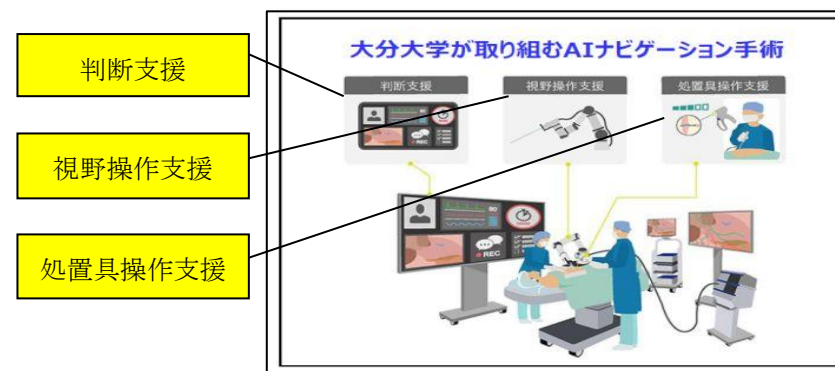 判断支援
視野操作支援
処置具操作支援
大分大学が取り組むAIナビゲーション手術
判断支援
視野操作支援
処置具操作支援
REC